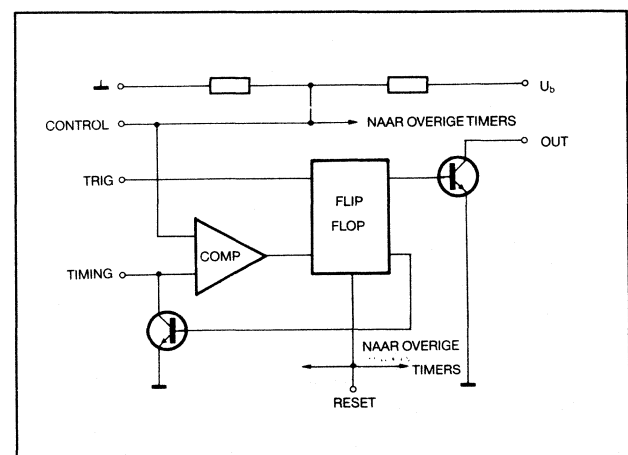 U_b
CONTROL
NAAR OVERIGE TIMERS
OUT
TRIG
FLIP
FLOP
COMP
TIMING
NAAR OVERIGE
TIMERS
RESET